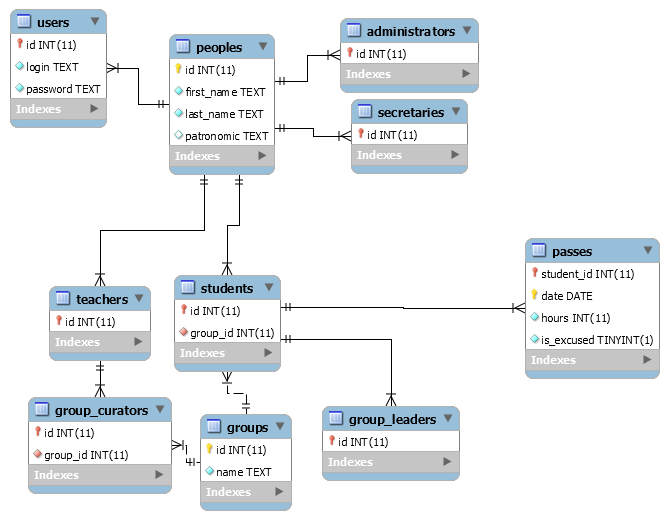 users
id INT(11)
login TEXT
password TEXT
Indexes
peoples
id INT(11)
first_name TEXT
last_name TEXT
patronomic TEXT
Indexes
administrators
id INT(11)
Indexes
secretaries
id INT(11)
Indexes
teachers
id INT(11)
Indexes
students
id INT(11)
group_id INT(11)
Indexes
passes
student_id INT(11)
date DATE
hours INT(11)
is_excused TINYINT(1)
Indexes
group_curators
id INT(11)
group_id INT(11)
Indexes
groups
id INT(11)
name TEXT
Indexes
group_leaders
id INT(11)
Indexes